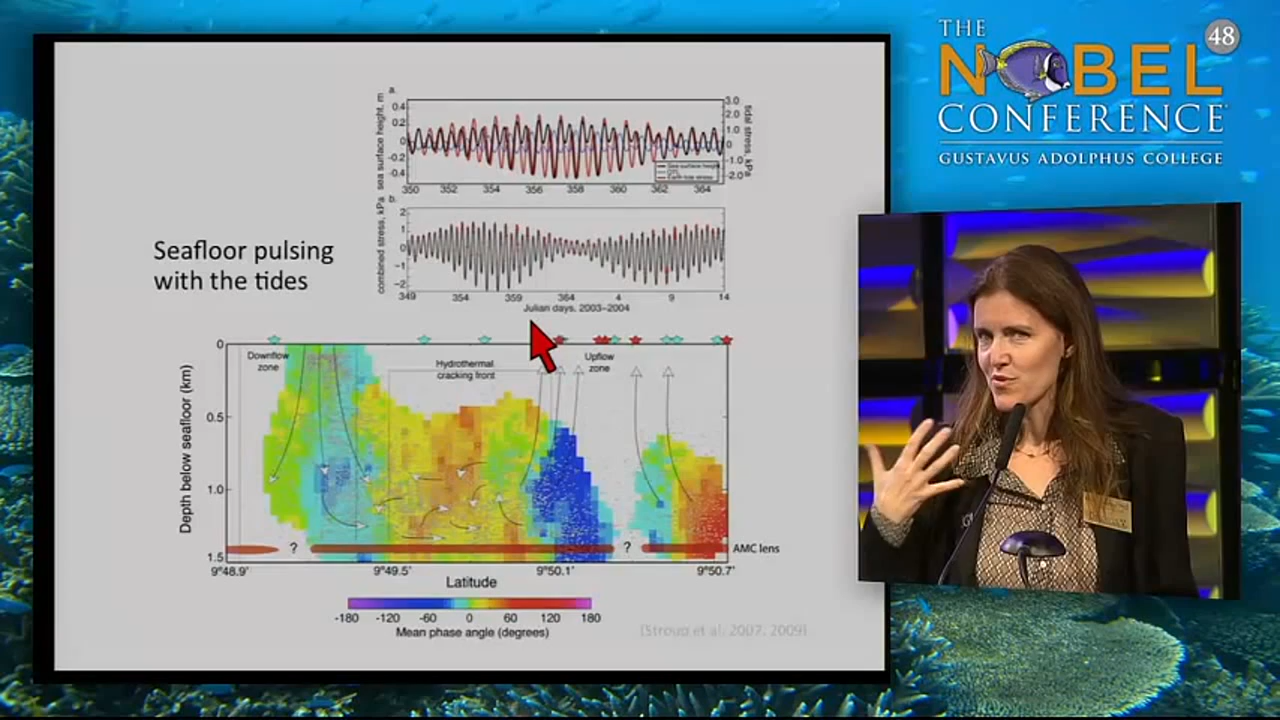 THE
48
NOBEL
CONFERENCE
GUSTAVUS ADOLPHUS COLLEGE
Seafloor pulsing
with the tides
a.
sea surface height, m
0.4
0.2
0
-0.2
-0.4
3.0
2.0
1.0
0
-1.0
-2.0
tidal stress, kPa
Sea surface height
Earth tide stress
350 352 354 356 358 360 362 364
b.
combined stress, kPa
2
1
0
-1
-2
349 354 359 364 4 9 14
Julian days, 2003-2004
Depth below seafloor (km)
0
0.5
1.0
1.5
Downflow
zone
Hydrothermal
cracking front
Upflow
zone
? ? AMC lens
9°48.9' 9°49.5' 9°50.1' 9°50.7'
Latitude
-180 -120 -60 0 60 120 180
Mean phase angle (degrees)
(Stroup et al. 2007, 2009)